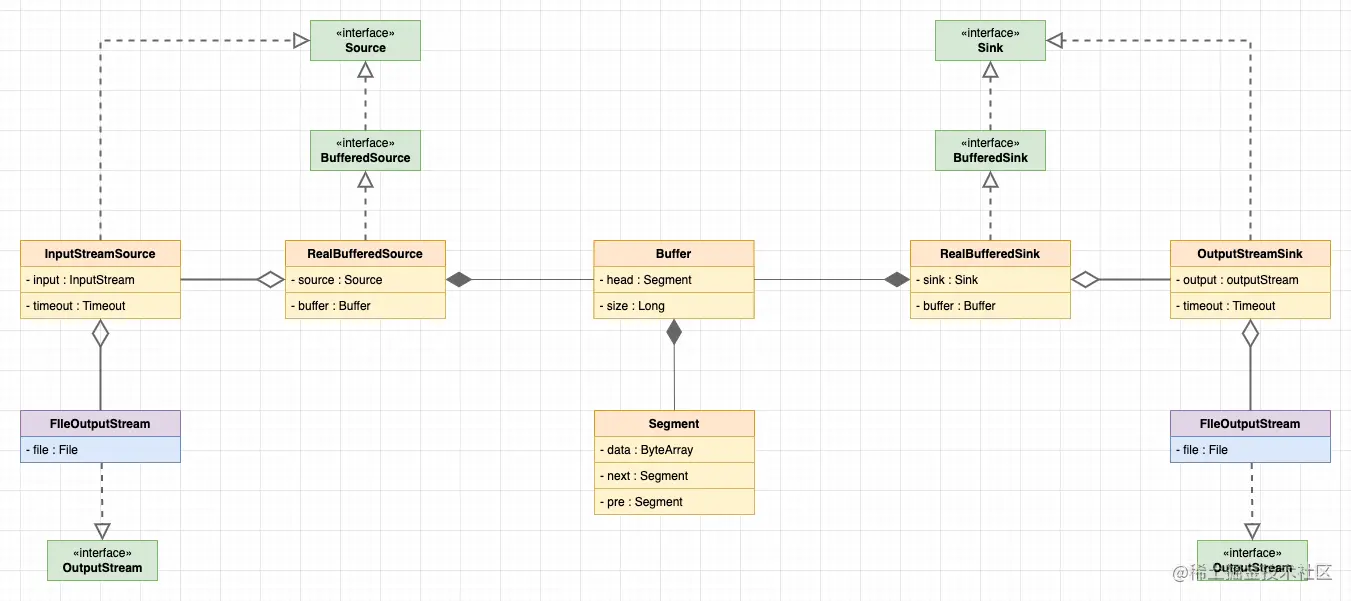 «interface»
Source
«interface»
Sink
«interface»
BufferedSource
«interface»
BufferedSink
InputStreamSource
- input : InputStream
- timeout : Timeout
RealBufferedSource
- source : Source
- buffer : Buffer
Buffer
- head : Segment
- size : Long
RealBufferedSink
- sink : Sink
- buffer : Buffer
OutputStreamSink
- output : outputStream
- timeout : Timeout
FIleOutputStream
- file : File
Segment
- data : ByteArray
- next : Segment
- pre : Segment
FIleOutputStream
- file : File
«interface»
OutputStream
«interface»
OutputStream
@稀土掘金技术社区